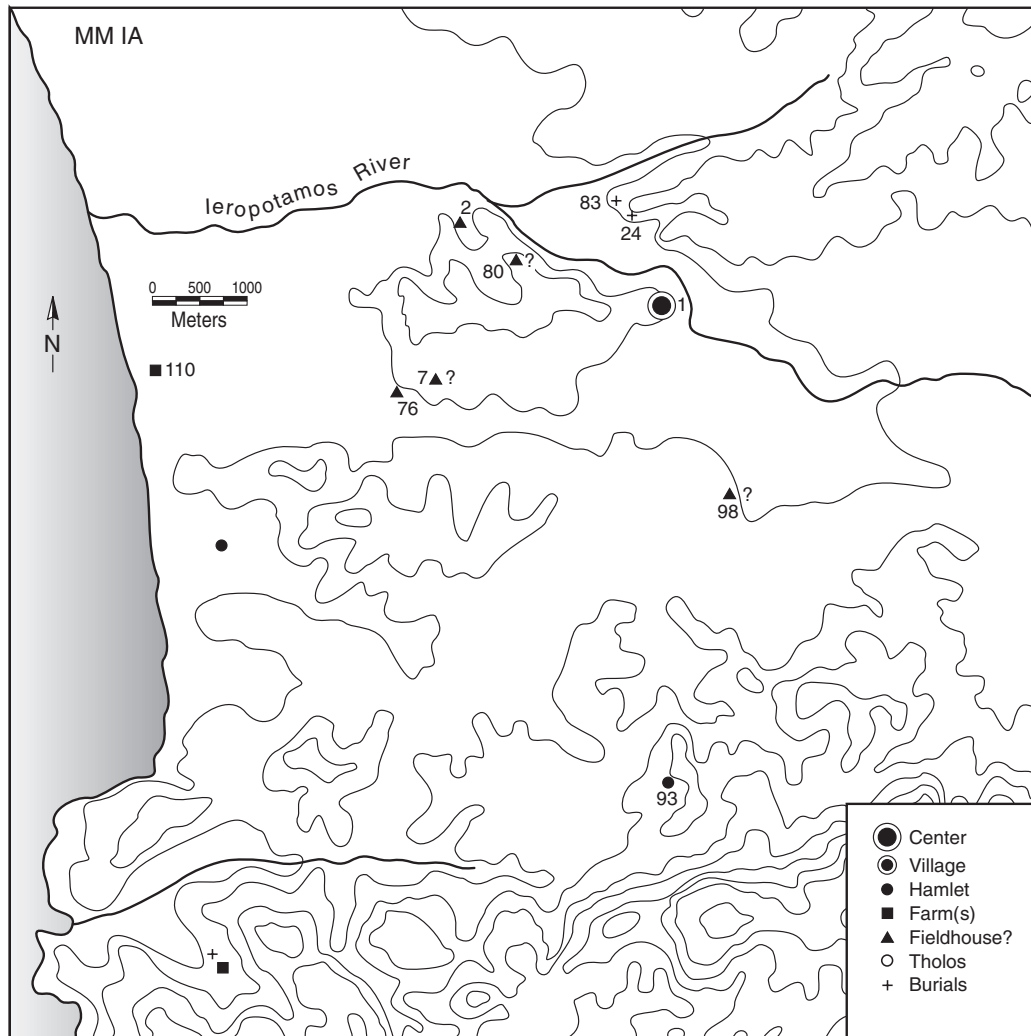 MM IA
Ieropotamos River
83
24
2
80 ?
1
0 500 1000
Meters
N
110
7 ?
76
98 ?
93
Center
Village
Hamlet
Farm(s)
Fieldhouse?
Tholos
Burials